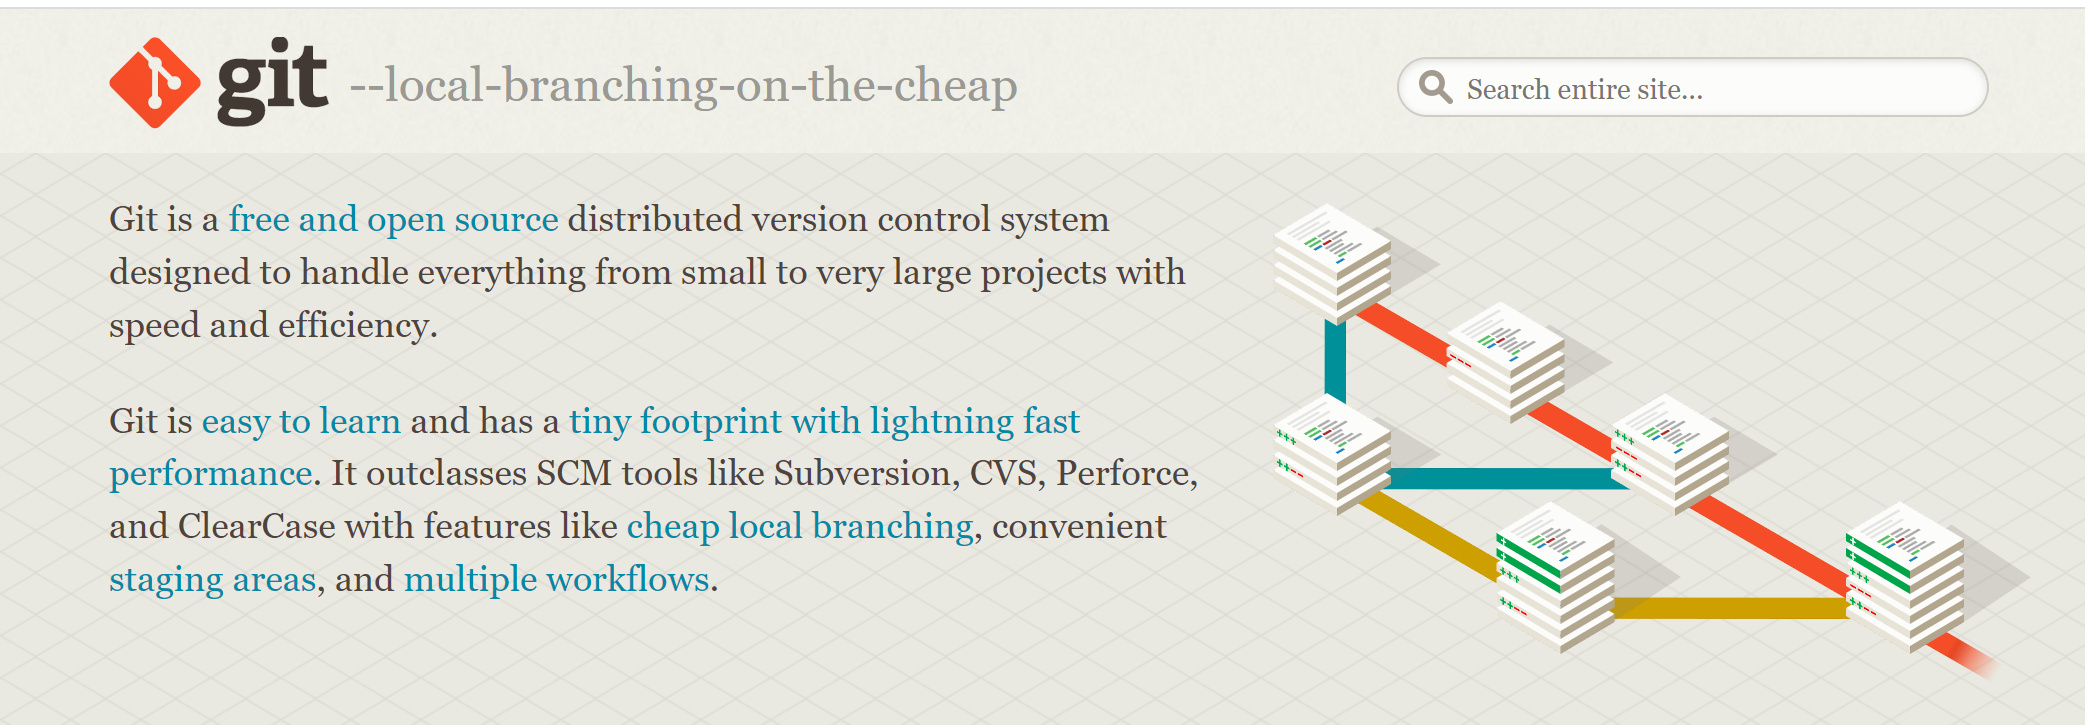 git --local-branching-on-the-cheap
Search entire site...
Git is a free and open source distributed version control system
designed to handle everything from small to very large projects with
speed and efficiency.
Git is easy to learn and has a tiny footprint with lightning fast
performance. It outclasses SCM tools like Subversion, CVS, Perforce,
and ClearCase with features like cheap local branching, convenient
staging areas, and multiple workflows.